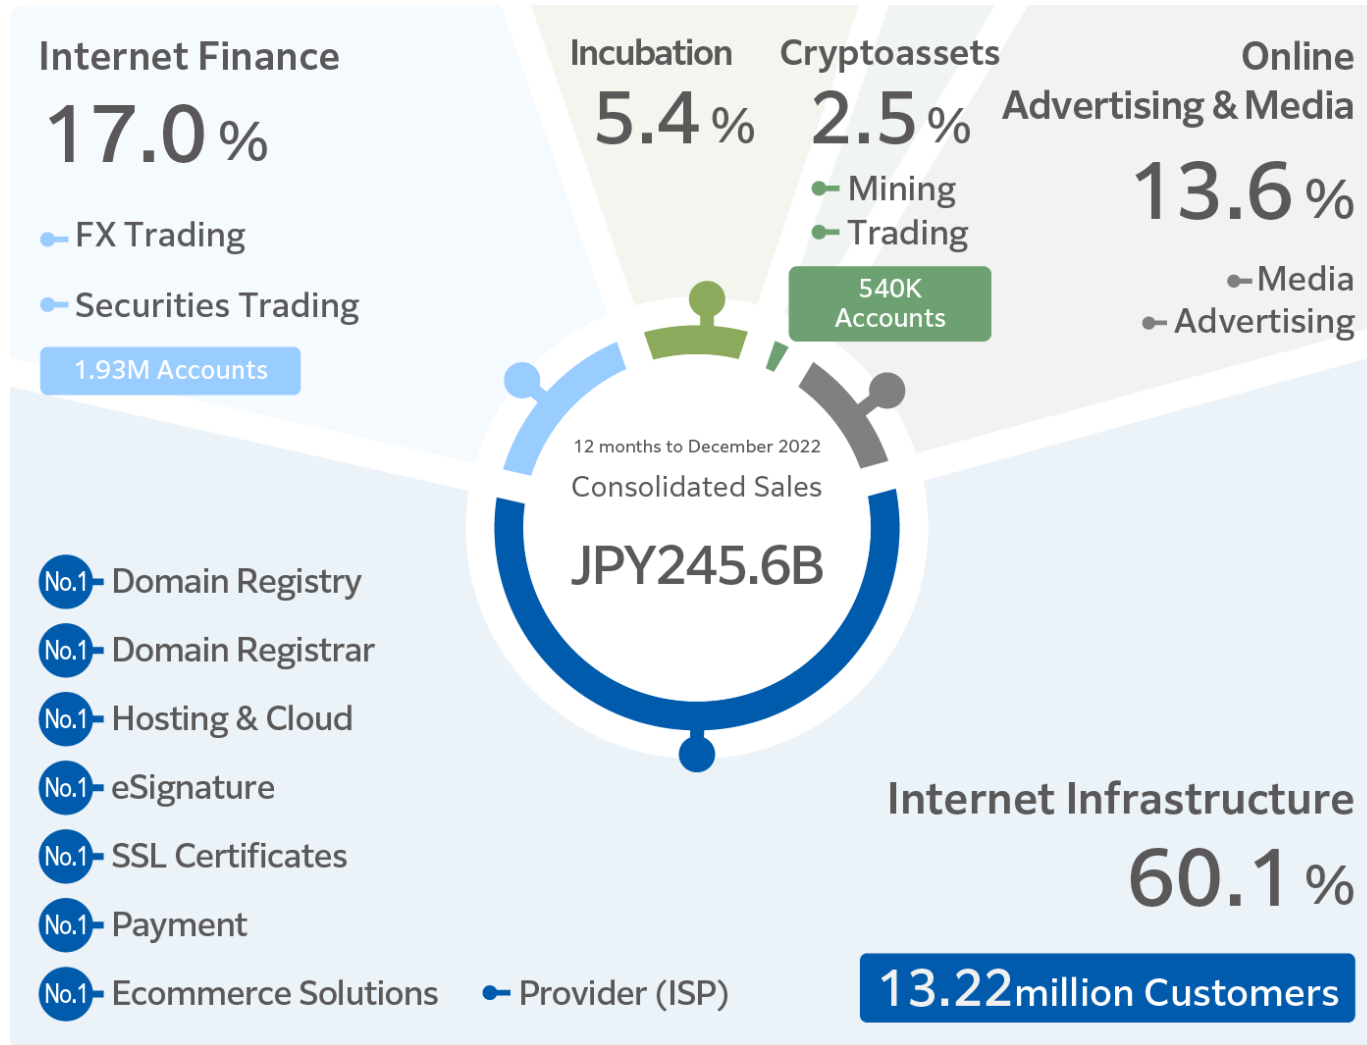 Internet Finance
17.0 %
FX Trading
Securities Trading
1.93M Accounts
Incubation
5.4 %
Cryptoassets
2.5 %
Mining
Trading
540K
Accounts
Online
Advertising & Media
13.6 %
Media
Advertising
12 months to December 2022
Consolidated Sales
JPY245.6B
No.1 Domain Registry
No.1 Domain Registrar
No.1 Hosting & Cloud
No.1 eSignature
No.1 SSL Certificates
No.1 Payment
No.1 Ecommerce Solutions
Provider (ISP)
Internet Infrastructure
60.1 %
13.22million Customers